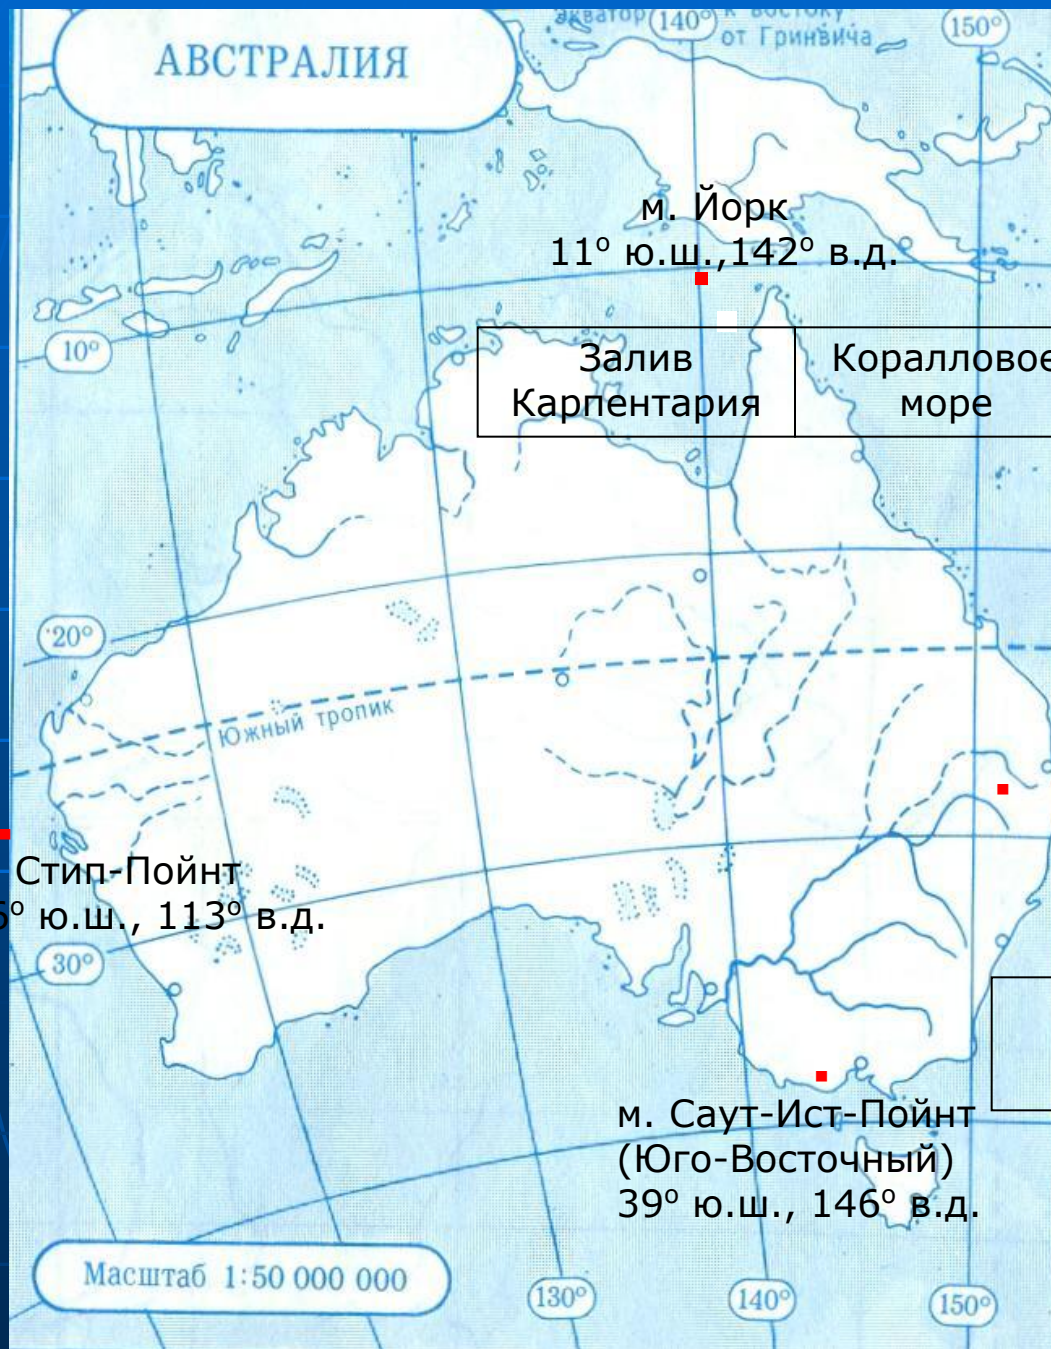 экватор 140° к востоку
от Гринвича
150°
АВСТРАЛИЯ
м. Йорк
11° ю.ш.,142° в.д.
10°
Залив
Карпентария
Коралловое
море
20°
Южный тропик
Стип-Пойнт
6° ю.ш., 113° в.д.
30°
м. Саут-Ист-Пойнт
(Юго-Восточный)
39° ю.ш., 146° в.д.
Масштаб 1:50 000 000
130°
140°
150°